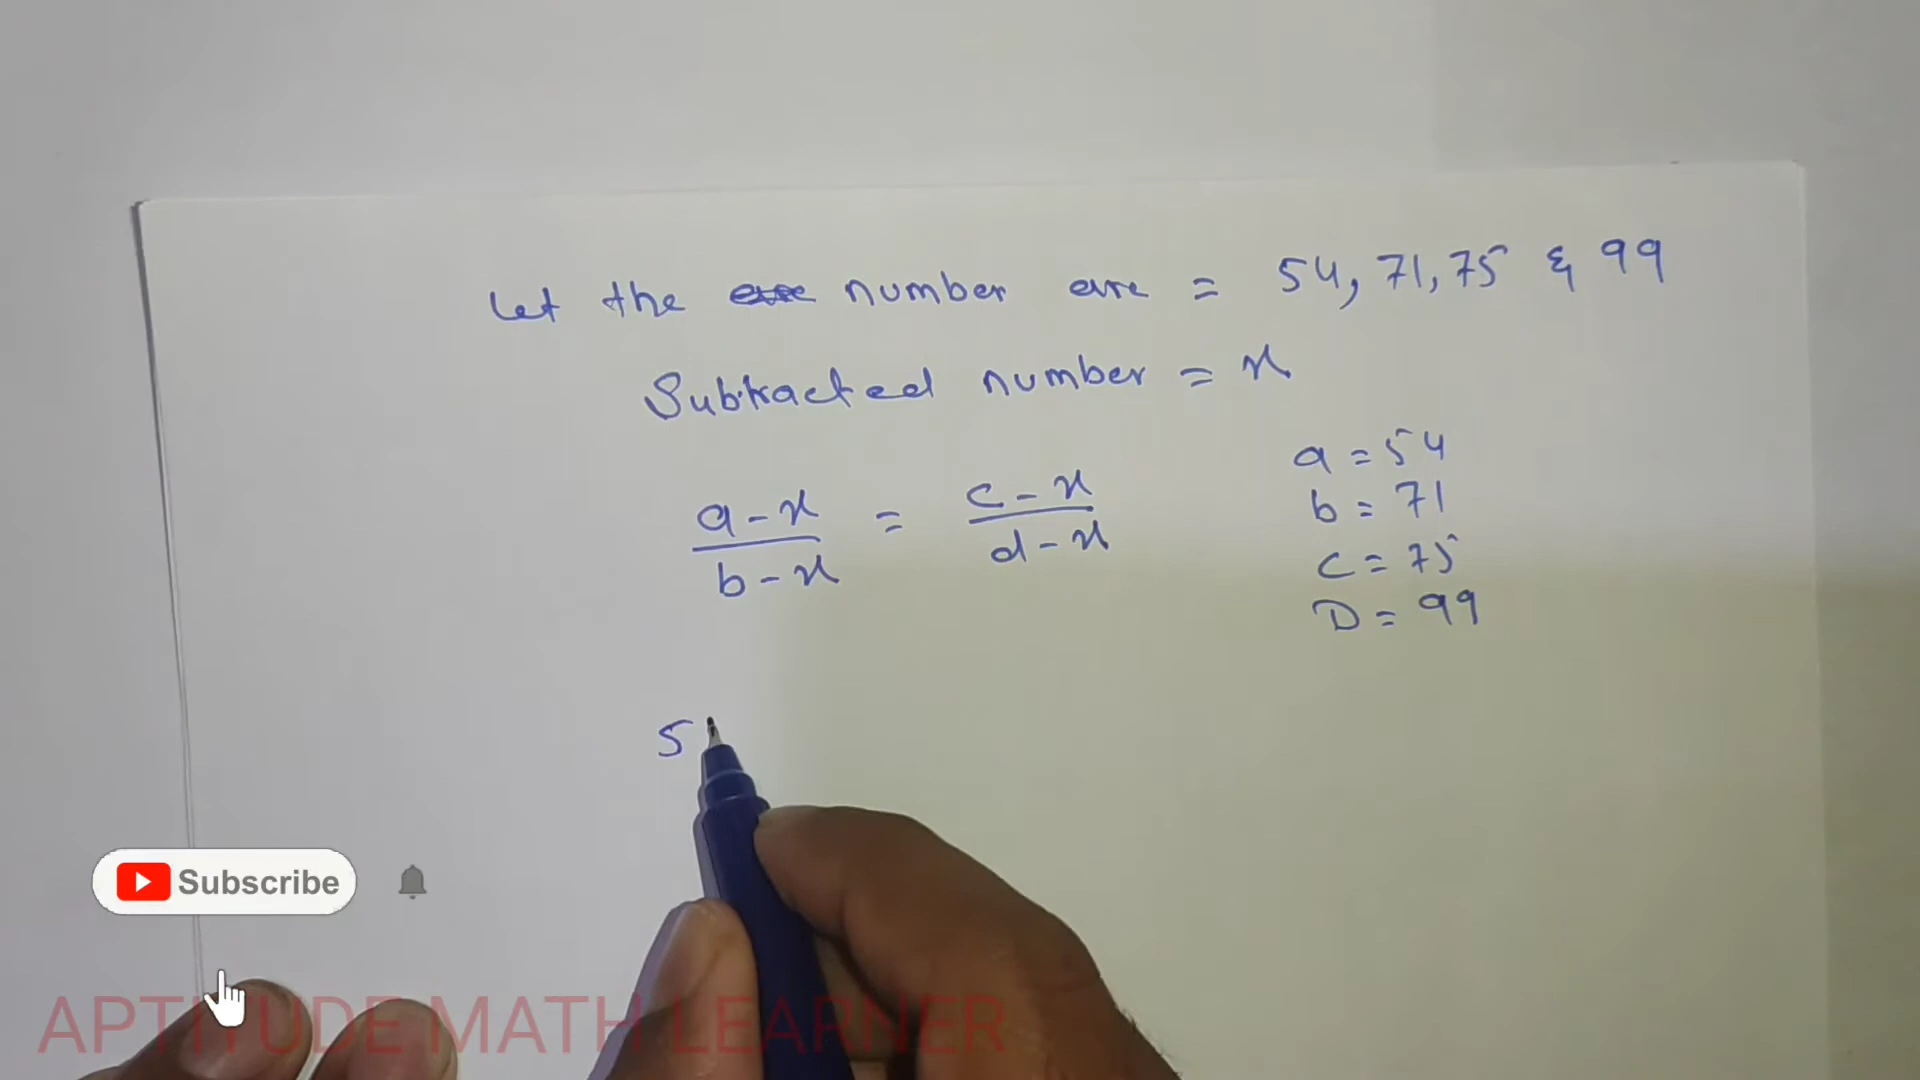 Let the number are = 54, 71, 75 & 99
Subtracted number = x
a - x / b - x = c - x / d - x
a = 54
b = 71
c = 75
D = 99
5
Subscribe
APTITUDE MATH LEARNER